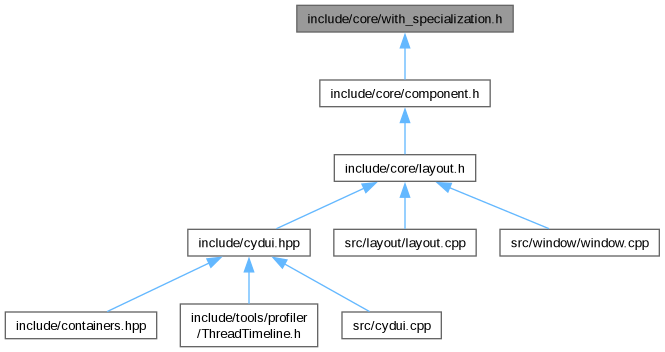 include/core/with_specialization.h
include/core/component.h
include/core/layout.h
include/cydui.hpp
src/layout/layout.cpp
src/window/window.cpp
include/containers.hpp
include/tools/profiler
/ThreadTimeline.h
src/cydui.cpp